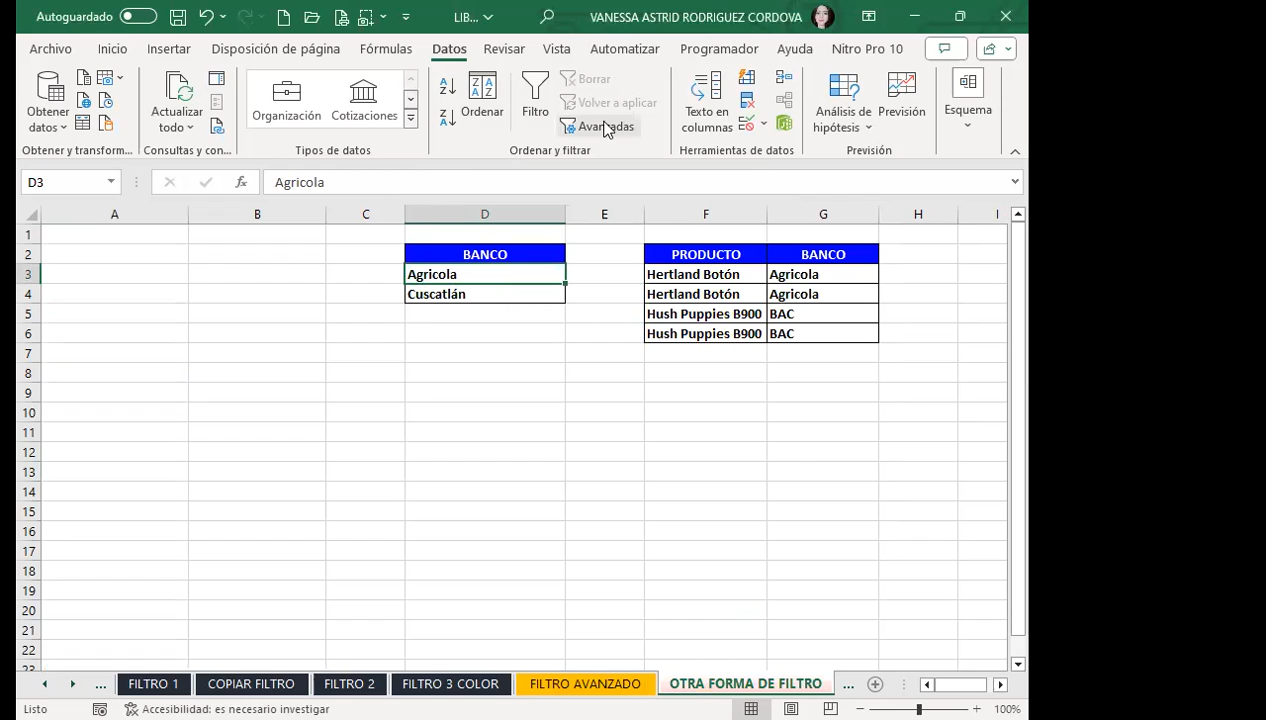 Autoguardado LIB... VANESSA ASTRID RODRIGUEZ CORDOVA
Archivo Inicio Insertar Disposición de página Fórmulas Datos Revisar Vista Automatizar Programador Ayuda Nitro Pro 10
Obtener datos
Actualizar todo
Organización
Cotizaciones
Ordenar
Filtro
Borrar
Volver a aplicar
Avanzadas
Texto en columnas
Análisis de hipótesis
Previsión
Esquema
Obtener y transform... Consultas y con... Tipos de datos Ordenar y filtrar Herramientas de datos Previsión
D3 fx Agricola
A B C D E F G H I
1
2 BANCO PRODUCTO BANCO
3 Agricola Hertland Botón Agricola
4 Cuscatlán Hertland Botón Agricola
5 Hush Puppies B900 BAC
6 Hush Puppies B900 BAC
7
8
9
10
11
12
13
14
15
16
17
18
19
20
21
22
23
... FILTRO 1 COPIAR FILTRO FILTRO 2 FILTRO 3 COLOR FILTRO AVANZADO OTRA FORMA DE FILTRO ...
Listo Accesibilidad: es necesario investigar 100%